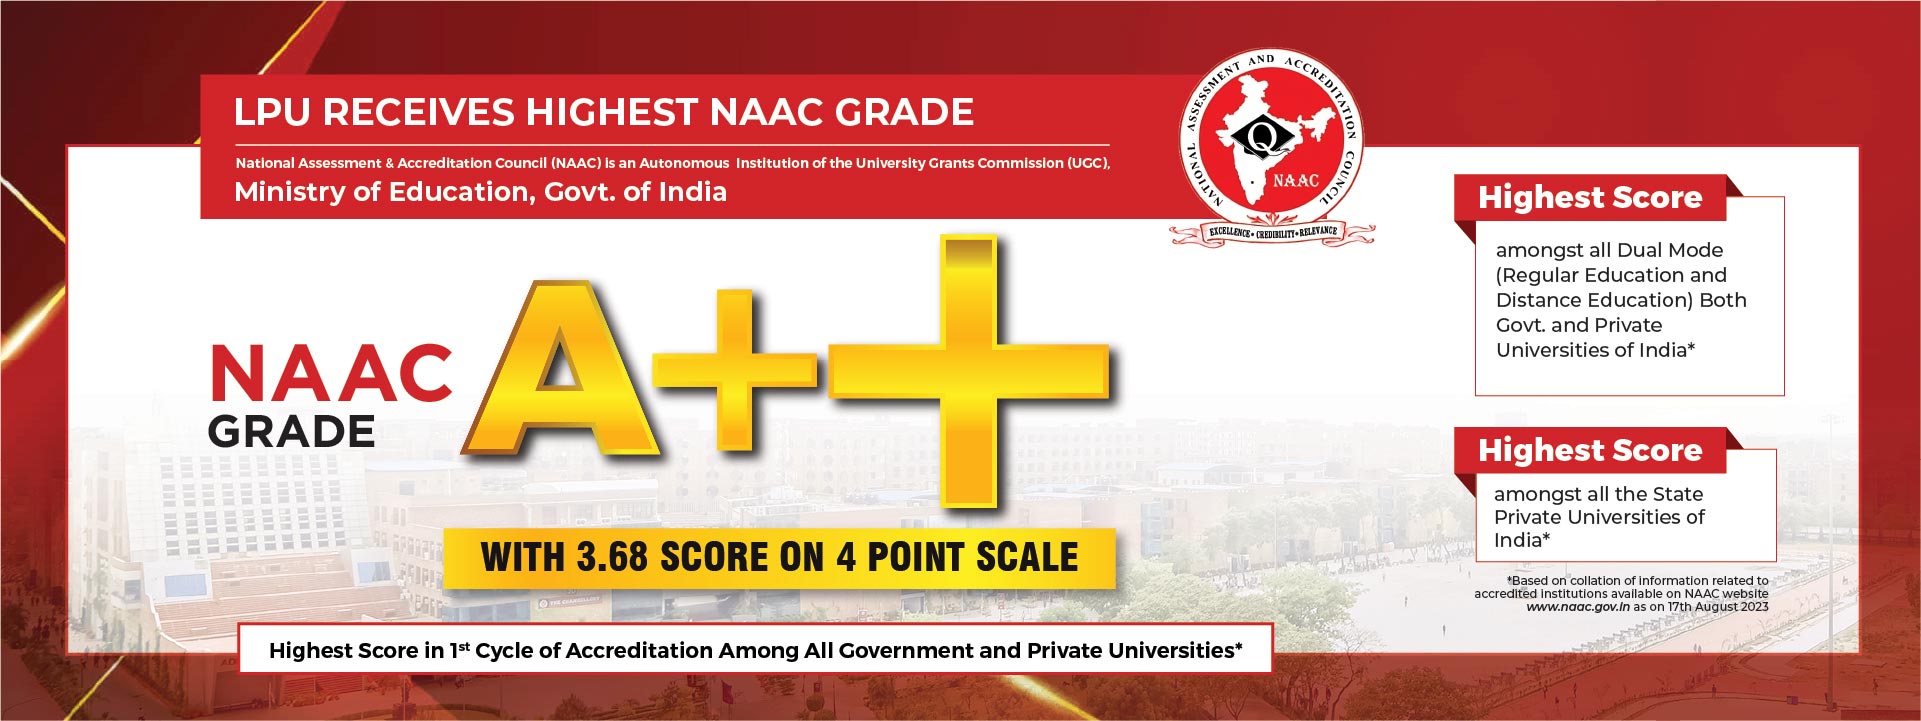 LPU RECEIVES HIGHEST NAAC GRADE
National Assessment & Accreditation Council (NAAC) is an Autonomous Institution of the University Grants Commission (UGC),
Ministry of Education, Govt. of India
NATIONAL ASSESSMENT AND ACCREDITATION COUNCIL
Q
NAAC
EXCELLENCE • CREDIBILITY • RELEVANCE
NAAC
GRADE
A++
WITH 3.68 SCORE ON 4 POINT SCALE
Highest Score in 1st Cycle of Accreditation Among All Government and Private Universities*
Highest Score
amongst all Dual Mode
(Regular Education and
Distance Education) Both
Govt. and Private
Universities of India*
Highest Score
amongst all the State
Private Universities of
India*
*Based on collation of information related to
accredited institutions available on NAAC website
www.naac.gov.in as on 17th August 2023